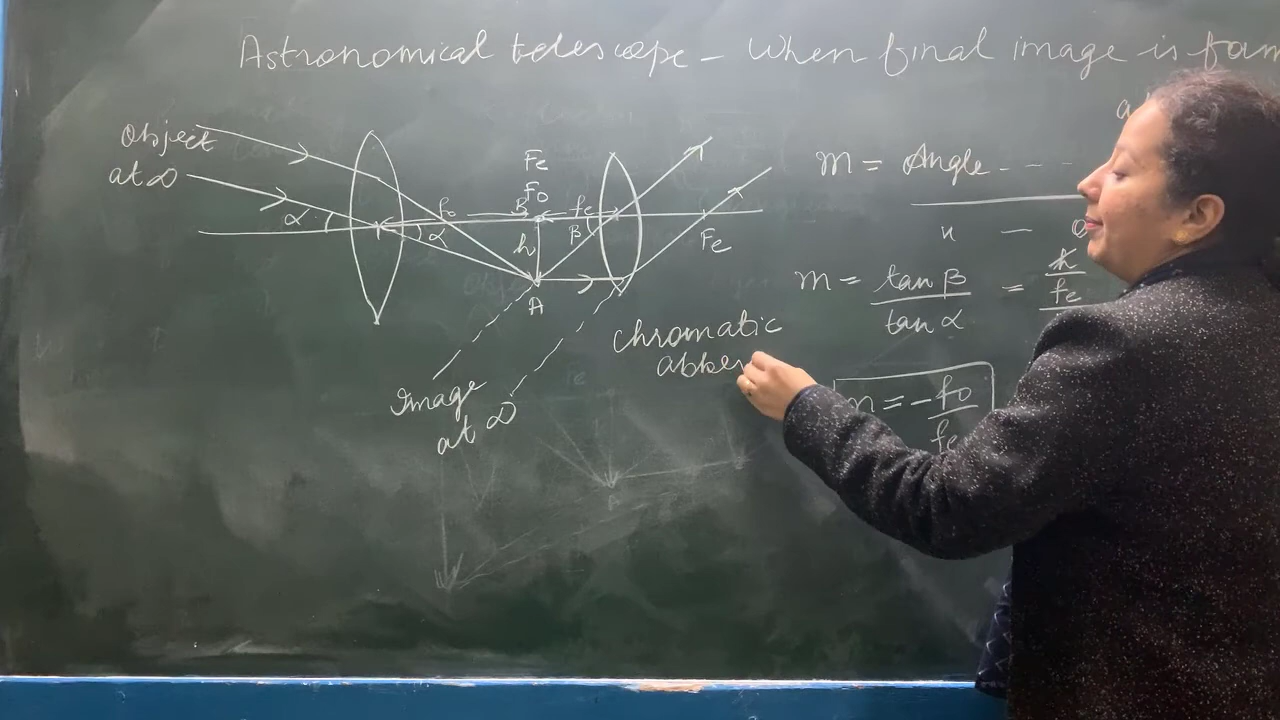 Astronomical telescope – When final image is form
a
Object
at ∞
α
α
fo
Fe
Fo
B
fe
β
h
A
Fe
Image
at ∞
Chromatic
abber
m = Angle - - -
" — 
m = tan β / tan α = h / fe
m = - fo / fe